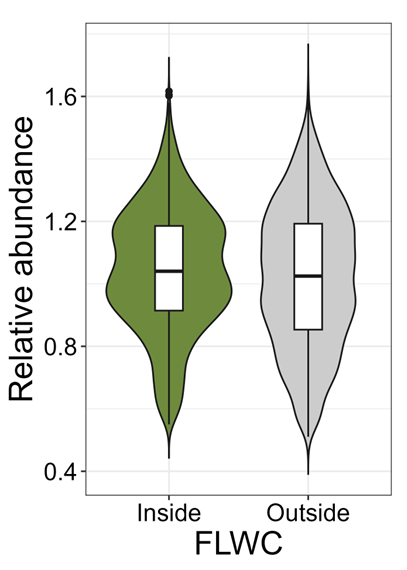 Relative abundance
1.6
1.2
0.8
0.4
Inside Outside
FLWC